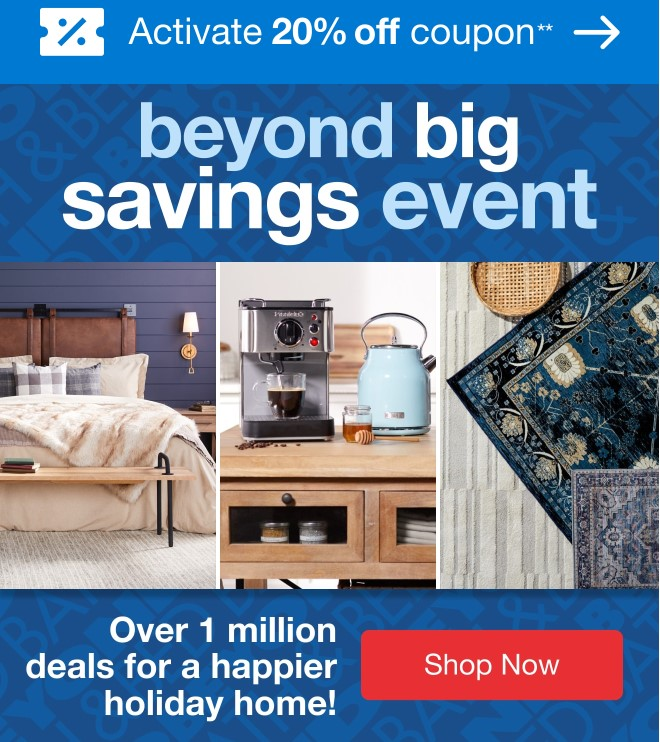 Activate 20% off coupon**
beyond big
savings event
Over 1 million
deals for a happier
holiday home!
Shop Now